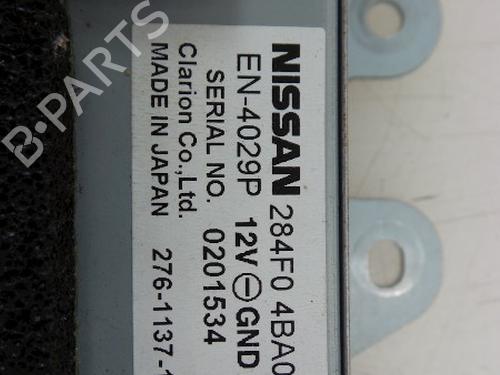 NISSAN 284F0 4BA0
EN-4029P 12V ⊖ GND
SERIAL NO. 0201534
Clarion Co.,Ltd.
MADE IN JAPAN 276-1137-1
B-PARTS